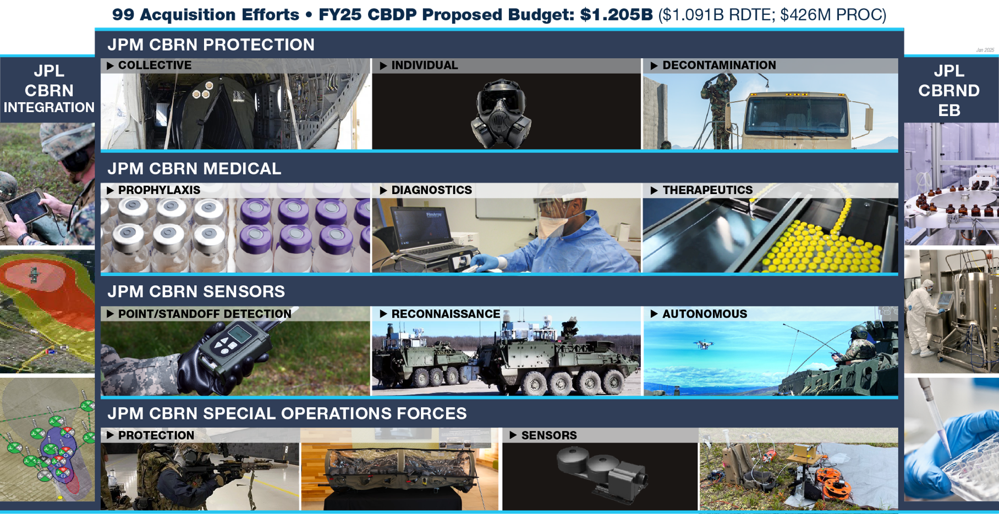 99 Acquisition Efforts • FY25 CBDP Proposed Budget: $1.205B ($1.091B RDTE; $426M PROC)
Jan 2025
JPL
CBRN
INTEGRATION
JPM CBRN PROTECTION
▶ COLLECTIVE
▶ INDIVIDUAL
▶ DECONTAMINATION
JPM CBRN MEDICAL
▶ PROPHYLAXIS
▶ DIAGNOSTICS
FilmArray
▶ THERAPEUTICS
JPM CBRN SENSORS
▶ POINT/STANDOFF DETECTION
▶ RECONNAISSANCE
▶ AUTONOMOUS
JPM CBRN SPECIAL OPERATIONS FORCES
▶ PROTECTION
▶ SENSORS
JPL
CBRND
EB